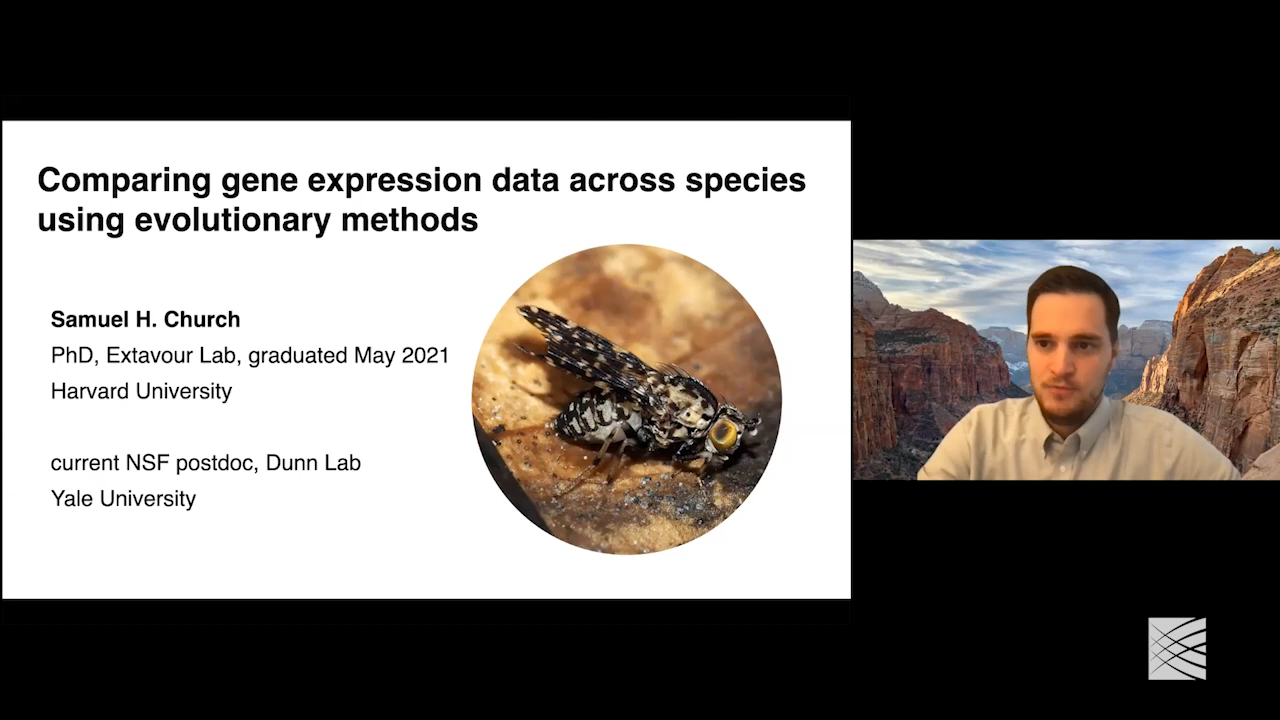 Comparing gene expression data across species
using evolutionary methods
Samuel H. Church
PhD, Extavour Lab, graduated May 2021
Harvard University
current NSF postdoc, Dunn Lab
Yale University